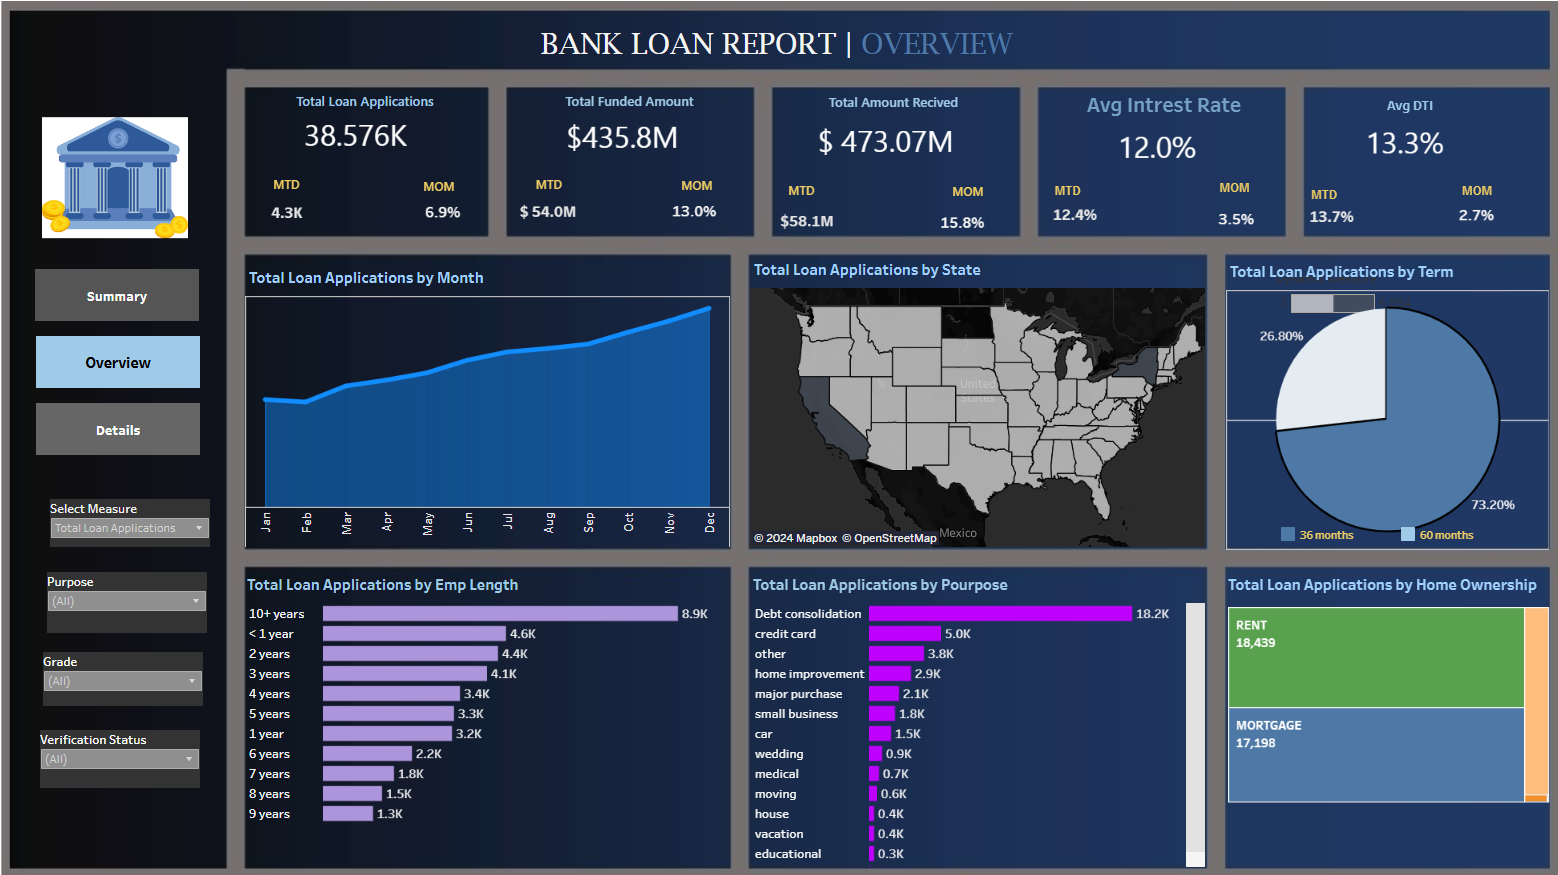 BANK LOAN REPORT | OVERVIEW
Total Loan Applications
38.576K
MTD
MOM
4.3K
6.9%
Total Funded Amount
$435.8M
MTD
MOM
$ 54.0M
13.0%
Total Amount Recived
$ 473.07M
MTD
MOM
$58.1M
15.8%
Avg Intrest Rate
12.0%
MTD
MOM
12.4%
3.5%
Avg DTI
13.3%
MTD
MOM
13.7%
2.7%
$
Summary
Overview
Details
Select Measure
Total Loan Applications
Purpose
(All)
Grade
(All)
Verification Status
(All)
Total Loan Applications by Month
Jan
Feb
Mar
Apr
May
Jun
Jul
Aug
Sep
Oct
Nov
Dec
Total Loan Applications by State
United
States
Mexico
© 2024 Mapbox © OpenStreetMap
Total Loan Applications by Term
26.80%
73.20%
36 months
60 months
Total Loan Applications by Emp Length
10+ years 8.9K
< 1 year 4.6K
2 years 4.4K
3 years 4.1K
4 years 3.4K
5 years 3.3K
1 year 3.2K
6 years 2.2K
7 years 1.8K
8 years 1.5K
9 years 1.3K
Total Loan Applications by Pourpose
Debt consolidation 18.2K
credit card 5.0K
other 3.8K
home improvement 2.9K
major purchase 2.1K
small business 1.8K
car 1.5K
wedding 0.9K
medical 0.7K
moving 0.6K
house 0.4K
vacation 0.4K
educational 0.3K
Total Loan Applications by Home Ownership
RENT
18,439
MORTGAGE
17,198